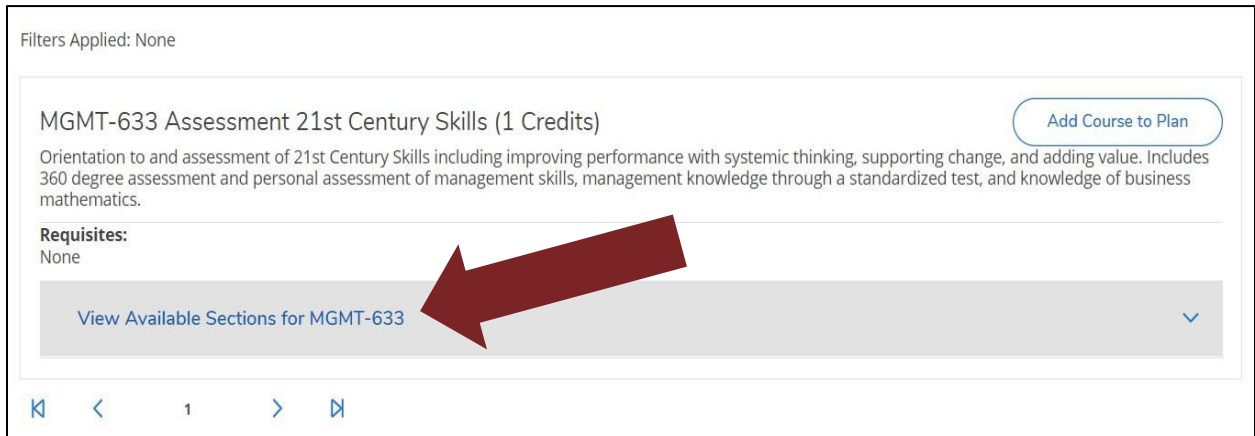 Filters Applied: None
MGMT-633 Assessment 21st Century Skills (1 Credits)
Add Course to Plan
Orientation to and assessment of 21st Century Skills including improving performance with systemic thinking, supporting change, and adding value. Includes
360 degree assessment and personal assessment of management skills, management knowledge through a standardized test, and knowledge of business
mathematics.
Requisites:
None
View Available Sections for MGMT-633
1